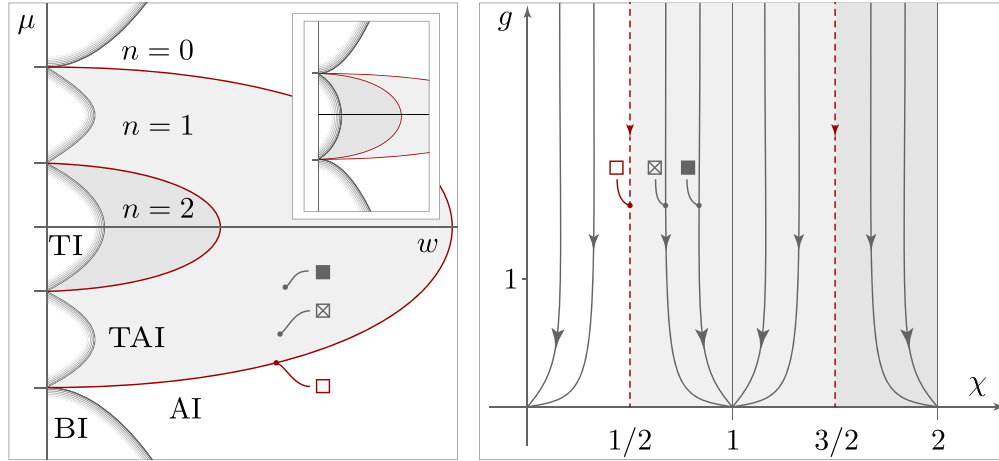 μ
n = 0
n = 1
n = 2
w
TI
TAI
AI
BI
g
1
χ
1/2
1
3/2
2